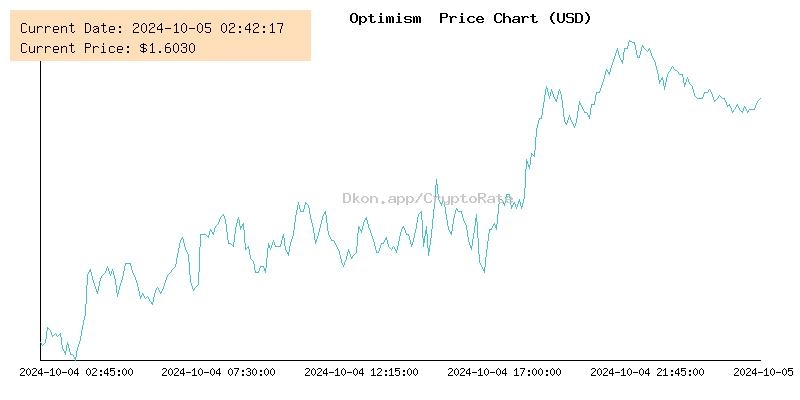 Optimism Price Chart (USD)
Current Date: 2024-10-05 02:42:17
Current Price: $1.6030
Dkon.app/CryptoRate
2024-10-04 02:45:00 2024-10-04 07:30:00 2024-10-04 12:15:00 2024-10-04 17:00:00 2024-10-04 21:45:00 2024-10-05